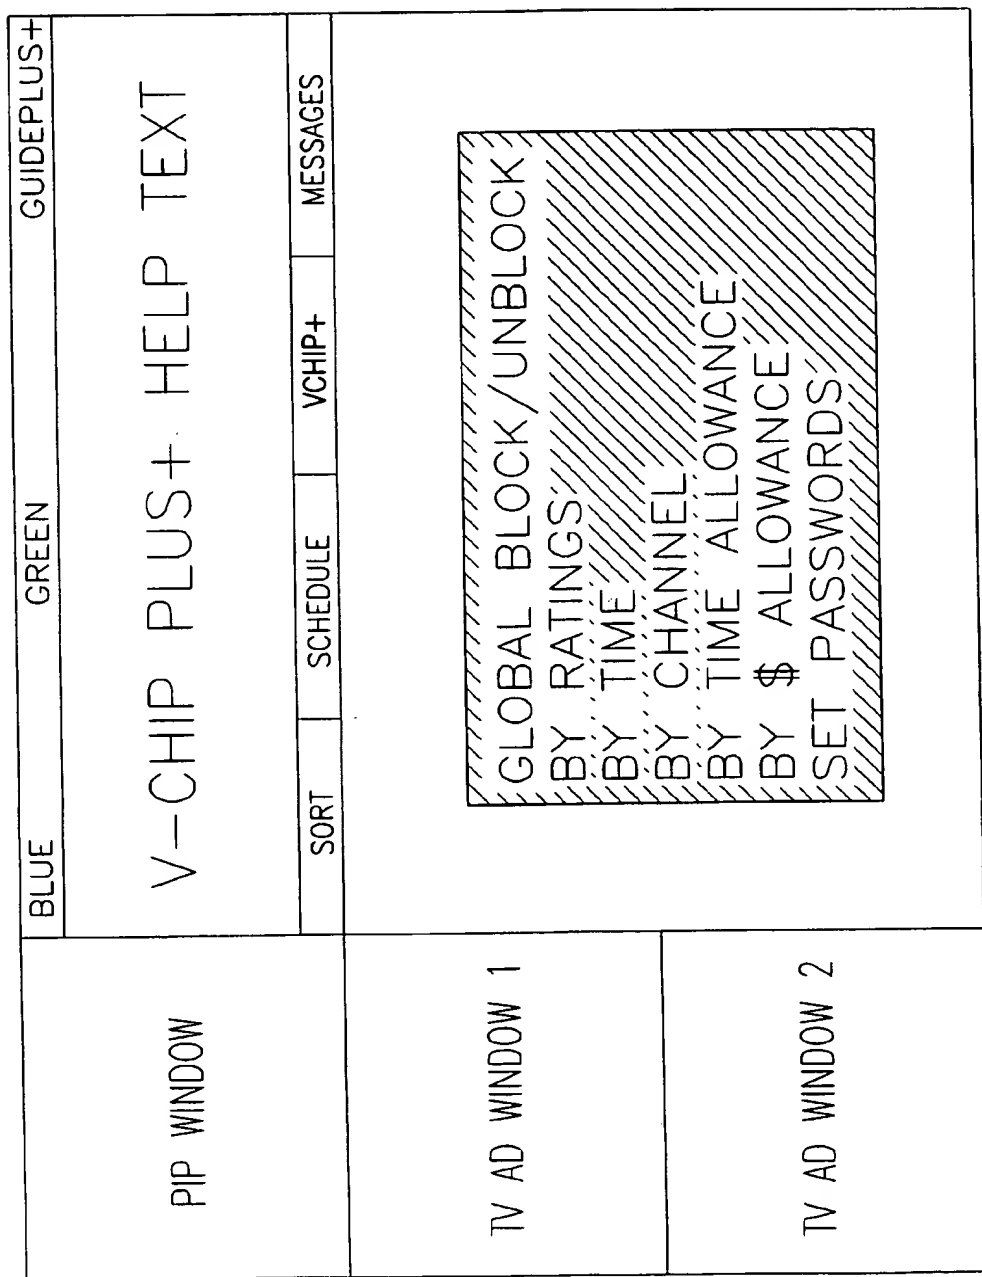 BLUE GREEN GUIDEPLUS+
PIP WINDOW
V-CHIP PLUS+ HELP TEXT
SORT SCHEDULE VCHIP+ MESSAGES
TV AD WINDOW 1
TV AD WINDOW 2
GLOBAL BLOCK/UNBLOCK
BY RATINGS
BY TIME
BY CHANNEL
BY TIME ALLOWANCE
BY $ ALLOWANCE
SET PASSWORDS